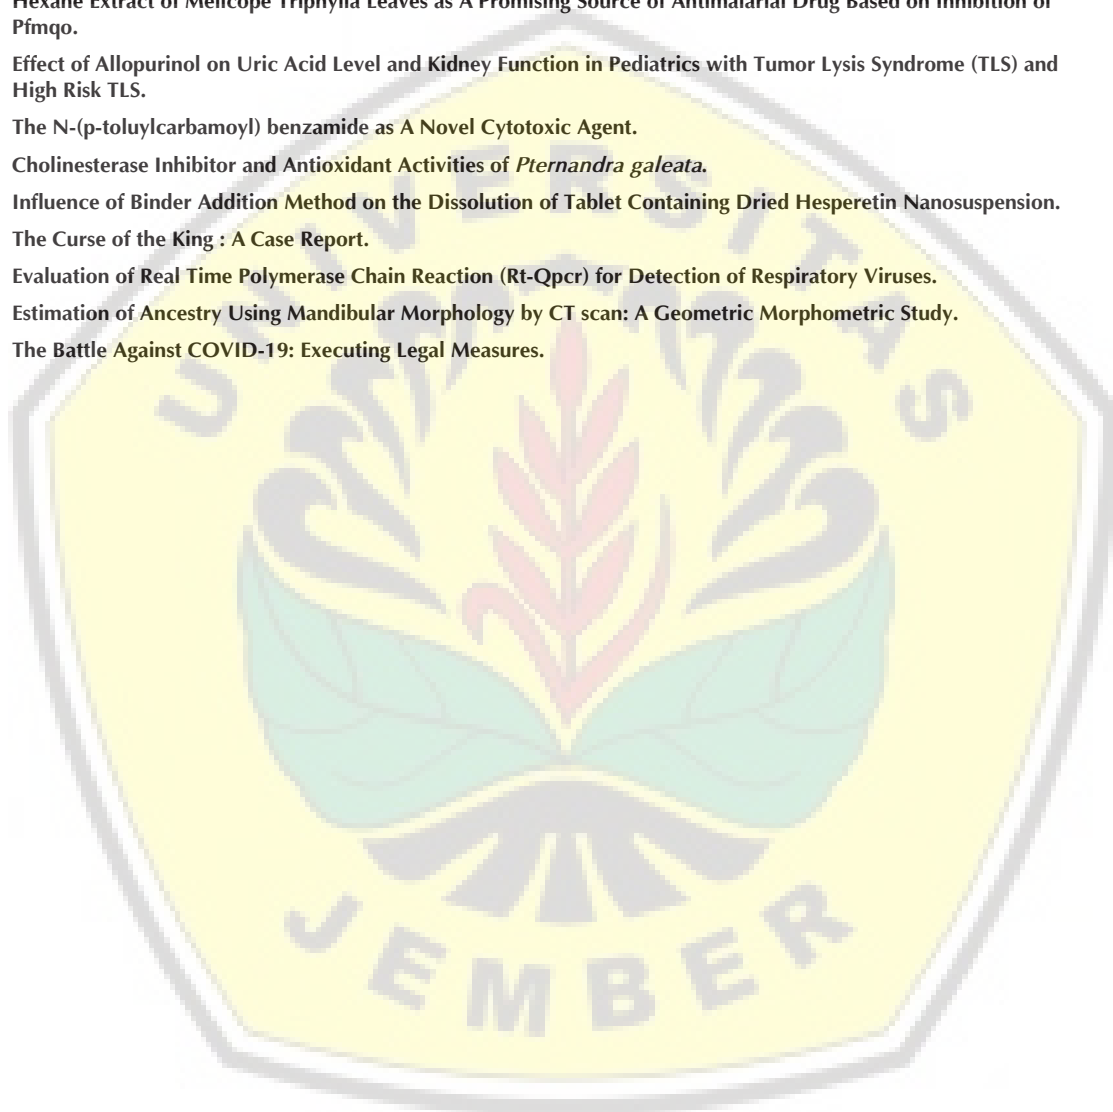 Hexane Extract of Melicope Triphylla Leaves as A Promising Source of Antimalarial Drug Based on Inhibition of
Pfmqo.
Effect of Allopurinol on Uric Acid Level and Kidney Function in Pediatrics with Tumor Lysis Syndrome (TLS) and
High Risk TLS.
The N-(p-toluylcarbamoyl) benzamide as A Novel Cytotoxic Agent.
Cholinesterase Inhibitor and Antioxidant Activities of Pternandra galeata.
Influence of Binder Addition Method on the Dissolution of Tablet Containing Dried Hesperetin Nanosuspension.
The Curse of the King : A Case Report.
Evaluation of Real Time Polymerase Chain Reaction (Rt-Qpcr) for Detection of Respiratory Viruses.
Estimation of Ancestry Using Mandibular Morphology by CT scan: A Geometric Morphometric Study.
The Battle Against COVID-19: Executing Legal Measures.
UNIVERSITAS
JEMBER